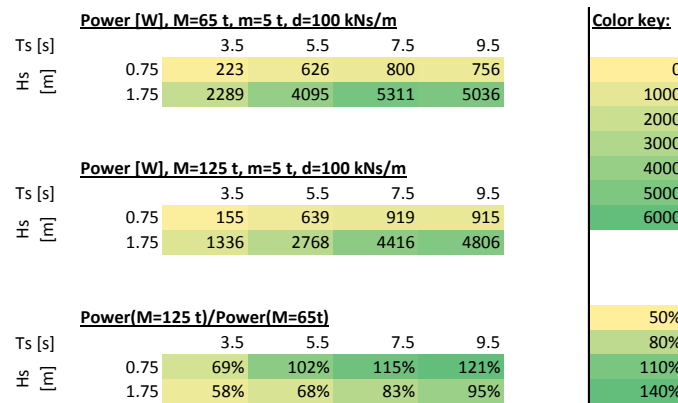 Power [W], M=65 t, m=5 t, d=100 kNs/m Color key:
Ts [s] 3.5 5.5 7.5 9.5
Hs [m] 0.75 223 626 800 756 0
1.75 2289 4095 5311 5036 1000
2000
3000
Power [W], M=125 t, m=5 t, d=100 kNs/m 4000
Ts [s] 3.5 5.5 7.5 9.5 5000
Hs [m] 0.75 155 639 919 915 6000
1.75 1336 2768 4416 4806
Power(M=125 t)/Power(M=65t) 50%
Ts [s] 3.5 5.5 7.5 9.5 80%
Hs [m] 0.75 69% 102% 115% 121% 110%
1.75 58% 68% 83% 95% 140%